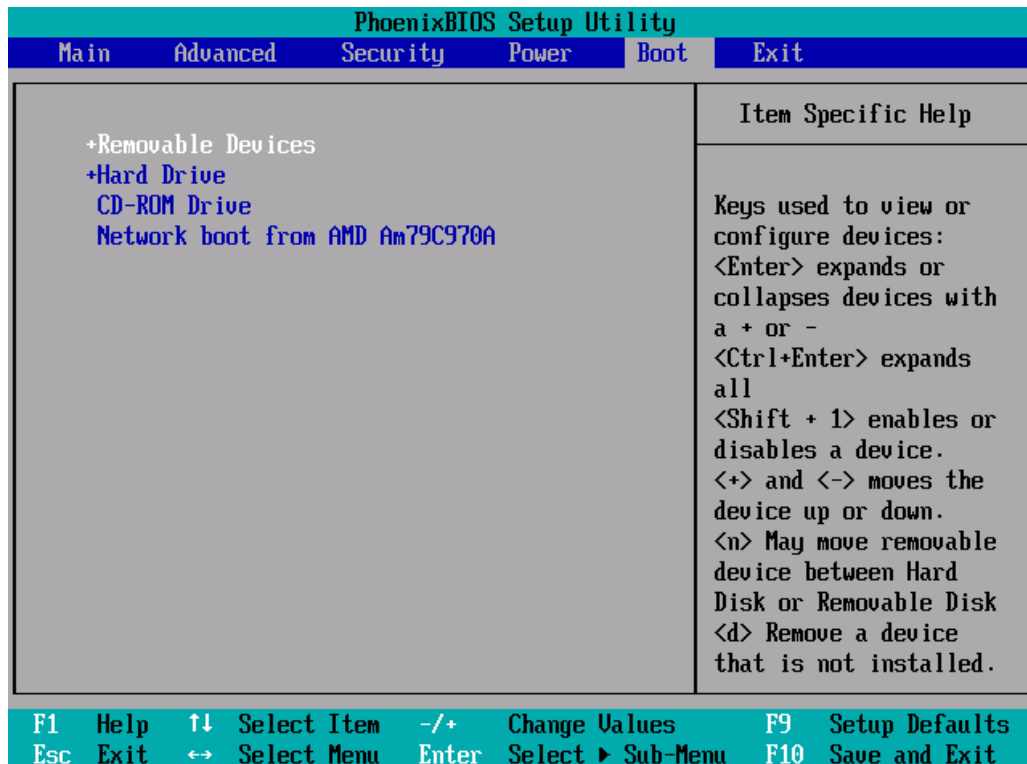 PhoenixBIOS Setup Utility
Main Advanced Security Power Boot Exit
+Removable Devices
+Hard Drive
CD-ROM Drive
Network boot from AMD Am79C970A
Item Specific Help
Keys used to view or
configure devices:
<Enter> expands or
collapses devices with
a + or -
<Ctrl+Enter> expands
all
<Shift + 1> enables or
disables a device.
<+> and <-> moves the
device up or down.
<n> May move removable
device between Hard
Disk or Removable Disk
<d> Remove a device
that is not installed.
F1 Help ↑↓ Select Item -/+ Change Values F9 Setup Defaults
Esc Exit ↔ Select Menu Enter Select ▶ Sub-Menu F10 Save and Exit